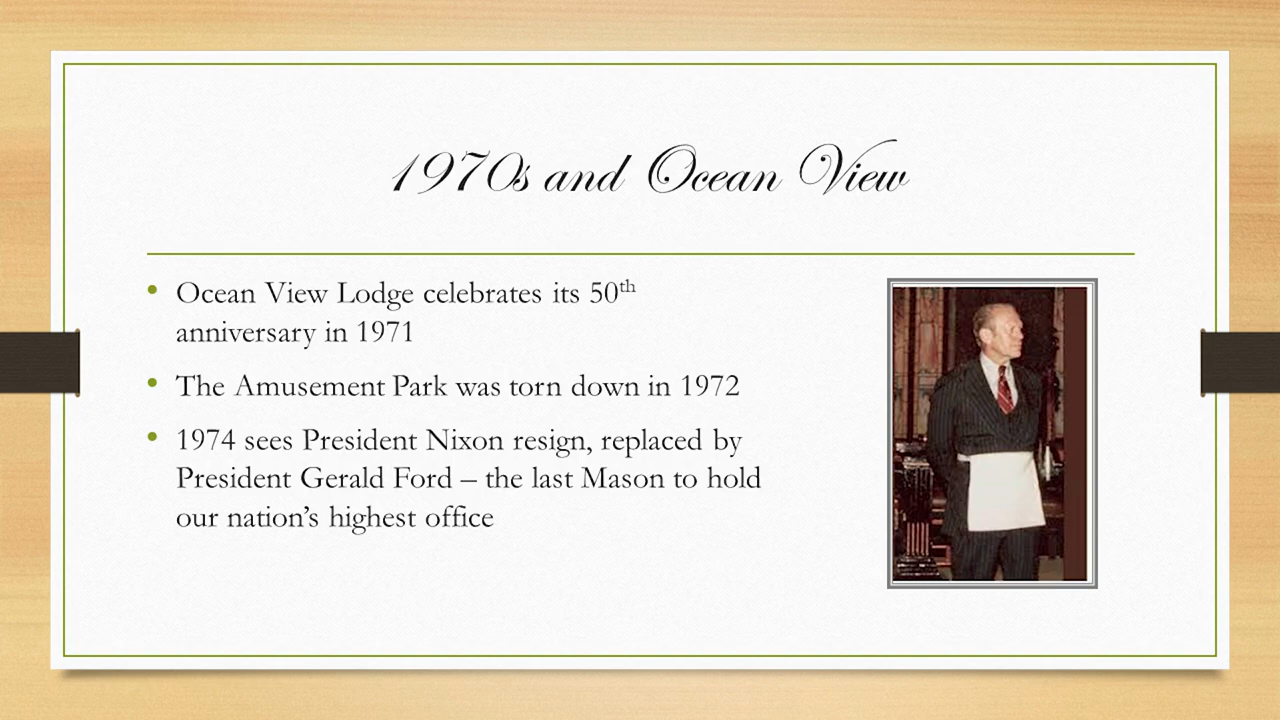 1970s and Ocean View
• Ocean View Lodge celebrates its 50th
anniversary in 1971
• The Amusement Park was torn down in 1972
• 1974 sees President Nixon resign, replaced by
President Gerald Ford – the last Mason to hold
our nation’s highest office